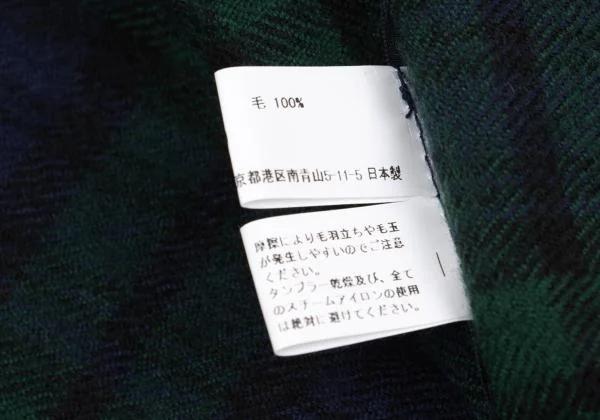 毛 100%
京都港区南青山5-11-5 日本製
摩擦により毛羽立ちや毛玉
が発生しやすいのでご注意
ください。
タンブラー乾燥及び、全て
のスチームアイロンの使用
は絶対に避けてください。